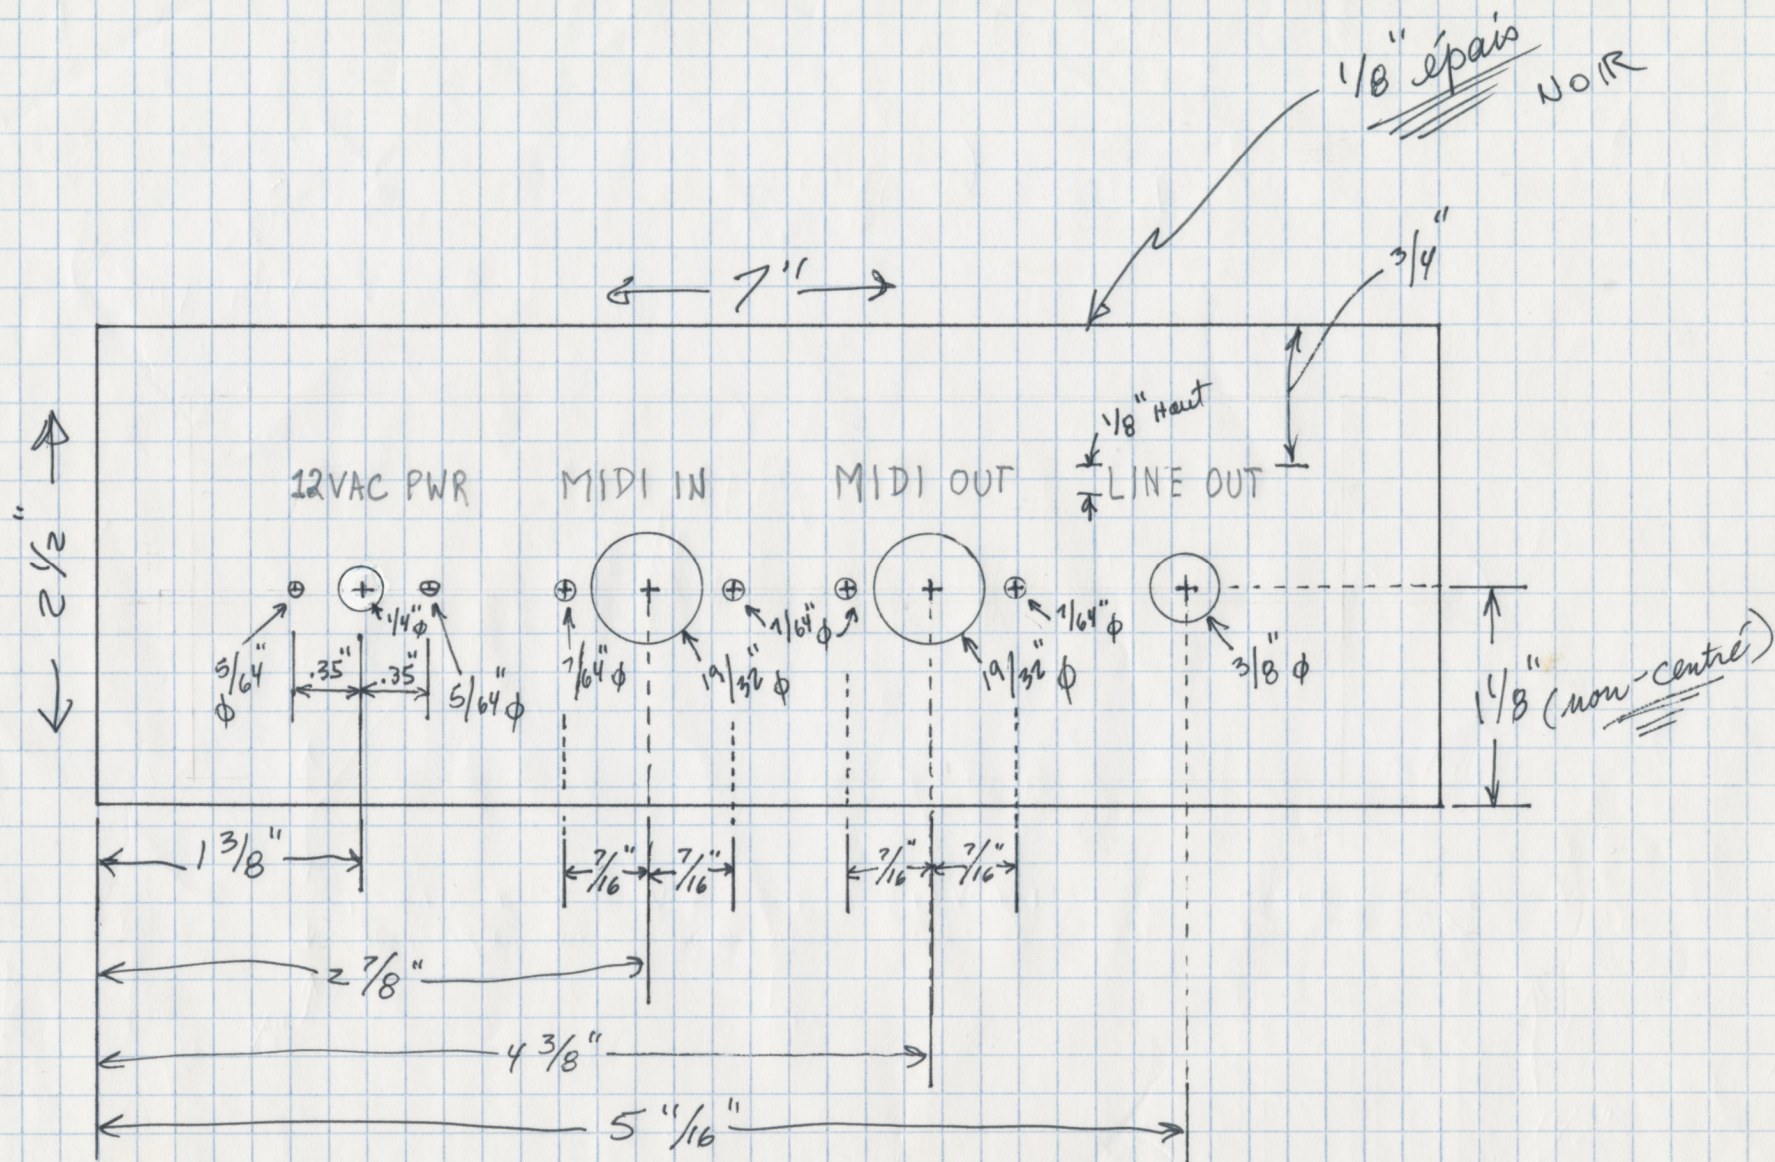 1/8" épais
NOIR
3/4"
7"
1/8" Haut
12VAC PWR MIDI IN MIDI OUT LINE OUT
2 1/2"
1/4"ϕ 7/64"ϕ 7/64"ϕ
5/64"ϕ .35" .35" 5/64"ϕ 7/64"ϕ 19/32"ϕ 19/32"ϕ 3/8 ϕ
1 1/8" (non-centré)
1 3/8" 7/16" 7/16" 7/16" 7/16"
2 7/8"
4 3/8"
5 11/16"